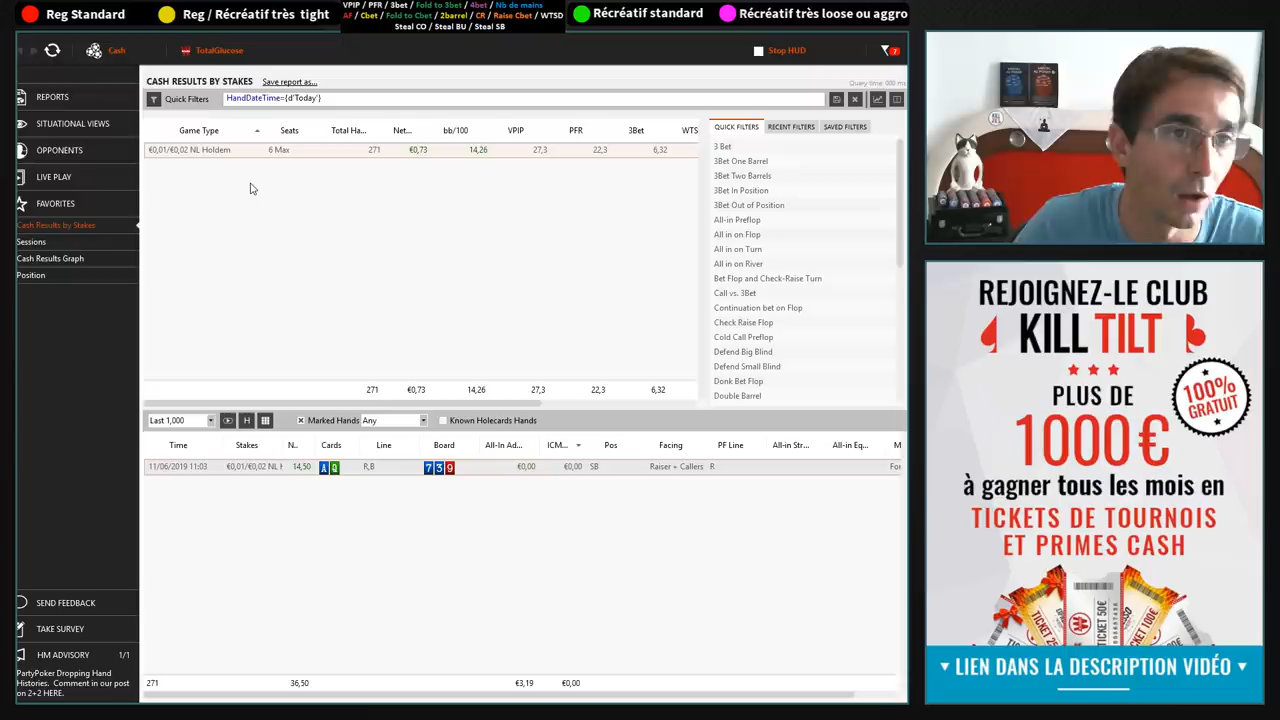 Reg Standard
Reg / Récréatif très tight
VPIP / PFR / 3bet / Fold to 3bet / 4bet / Nb de mains
AF / Cbet / Fold to Cbet / 2barrel / CR / Raise Cbet / WTSD
Steal CO / Steal BU / Steal SB
Récréatif standard
Récréatif très loose ou aggro
Cash
TotalGlucose
Stop HUD
7
REPORTS
SITUATIONAL VIEWS
OPPONENTS
LIVE PLAY
FAVORITES
Cash Results by Stakes
Sessions
Cash Results Graph
Position
SEND FEEDBACK
TAKE SURVEY
HM ADVISORY 1/1
PartyPoker Dropping Hand
Histories. Comment in our post
on 2+2 HERE.
CASH RESULTS BY STAKES Save report as...
Query time: 000 ms
Quick Filters HandDateTime={d'Today'}
Game Type Seats Total Ha... Net... bb/100 VPIP PFR 3Bet WTS
€0,01/€0,02 NL Holdem 6 Max 271 €0,73 14,26 27,3 22,3 6,32
271 €0,73 14,26 27,3 22,3 6,32
QUICK FILTERS RECENT FILTERS SAVED FILTERS
3 Bet
3Bet One Barrel
3Bet Two Barrels
3Bet In Position
3Bet Out of Position
All-in Preflop
All in on Flop
All in on Turn
All in on River
Bet Flop and Check-Raise Turn
Call vs. 3Bet
Continuation bet on Flop
Check Raise Flop
Cold Call Preflop
Defend Big Blind
Defend Small Blind
Donk Bet Flop
Double Barrel
Last 1,000 H Marked Hands Any Known Holecards Hands
Time Stakes N.. Cards Line Board All-In Ad... ICM... Pos Facing PF Line All-in Str... All-in Eq... M
11/06/2019 11:03 €0,01/€0,02 NL H 14,50 A Q R,B 7 3 9 €0,00 €0,00 SB Raiser + Callers R For
271 36,50 €3,19 €0,00
REJOIGNEZ-LE CLUB
KILL TILT
PLUS DE
1000 €
100%
GRATUIT
à gagner tous les mois en
TICKETS DE TOURNOIS
ET PRIMES CASH
TICKET 50€
LIEN DANS LA DESCRIPTION VIDÉO